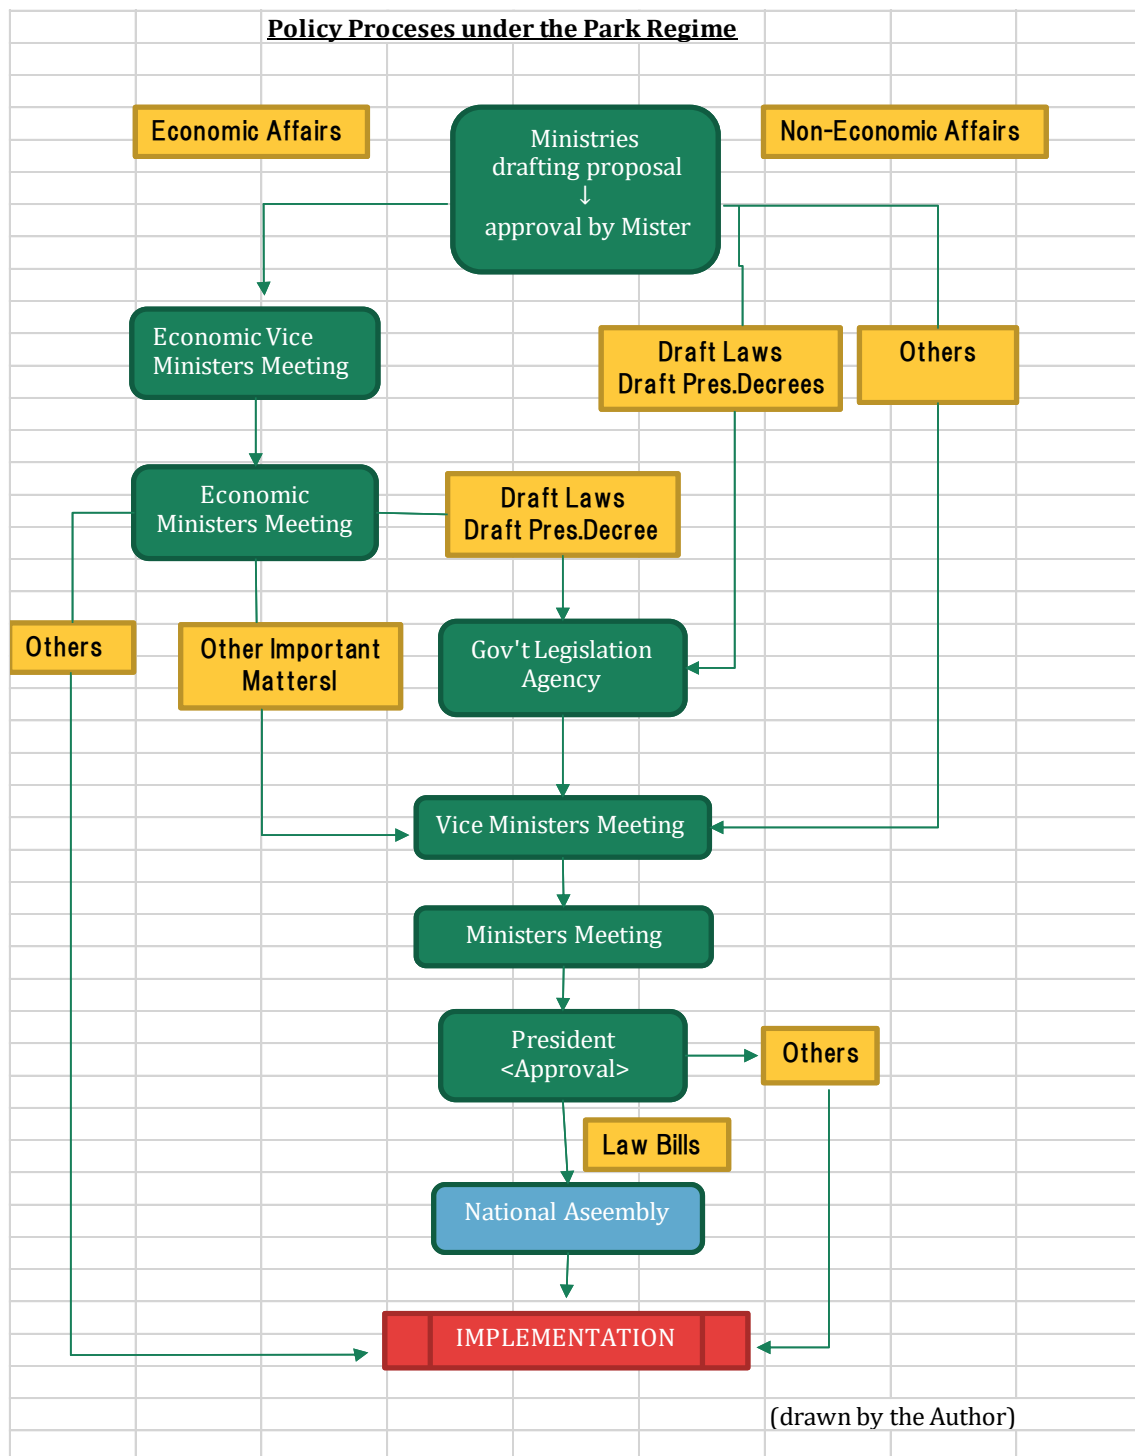 Policy Proceses under the Park Regime
Economic Affairs
Ministries
drafting proposal
↓
approval by Mister
Non-Economic Affairs
Economic Vice
Ministers Meeting
Draft Laws
Draft Pres.Decrees
Others
Economic
Ministers Meeting
Draft Laws
Draft Pres.Decree
Others
Other Important
MattersI
Gov't Legislation
Agency
Vice Ministers Meeting
Ministers Meeting
President
<Approval>
Others
Law Bills
National Aseembly
IMPLEMENTATION
(drawn by the Author)